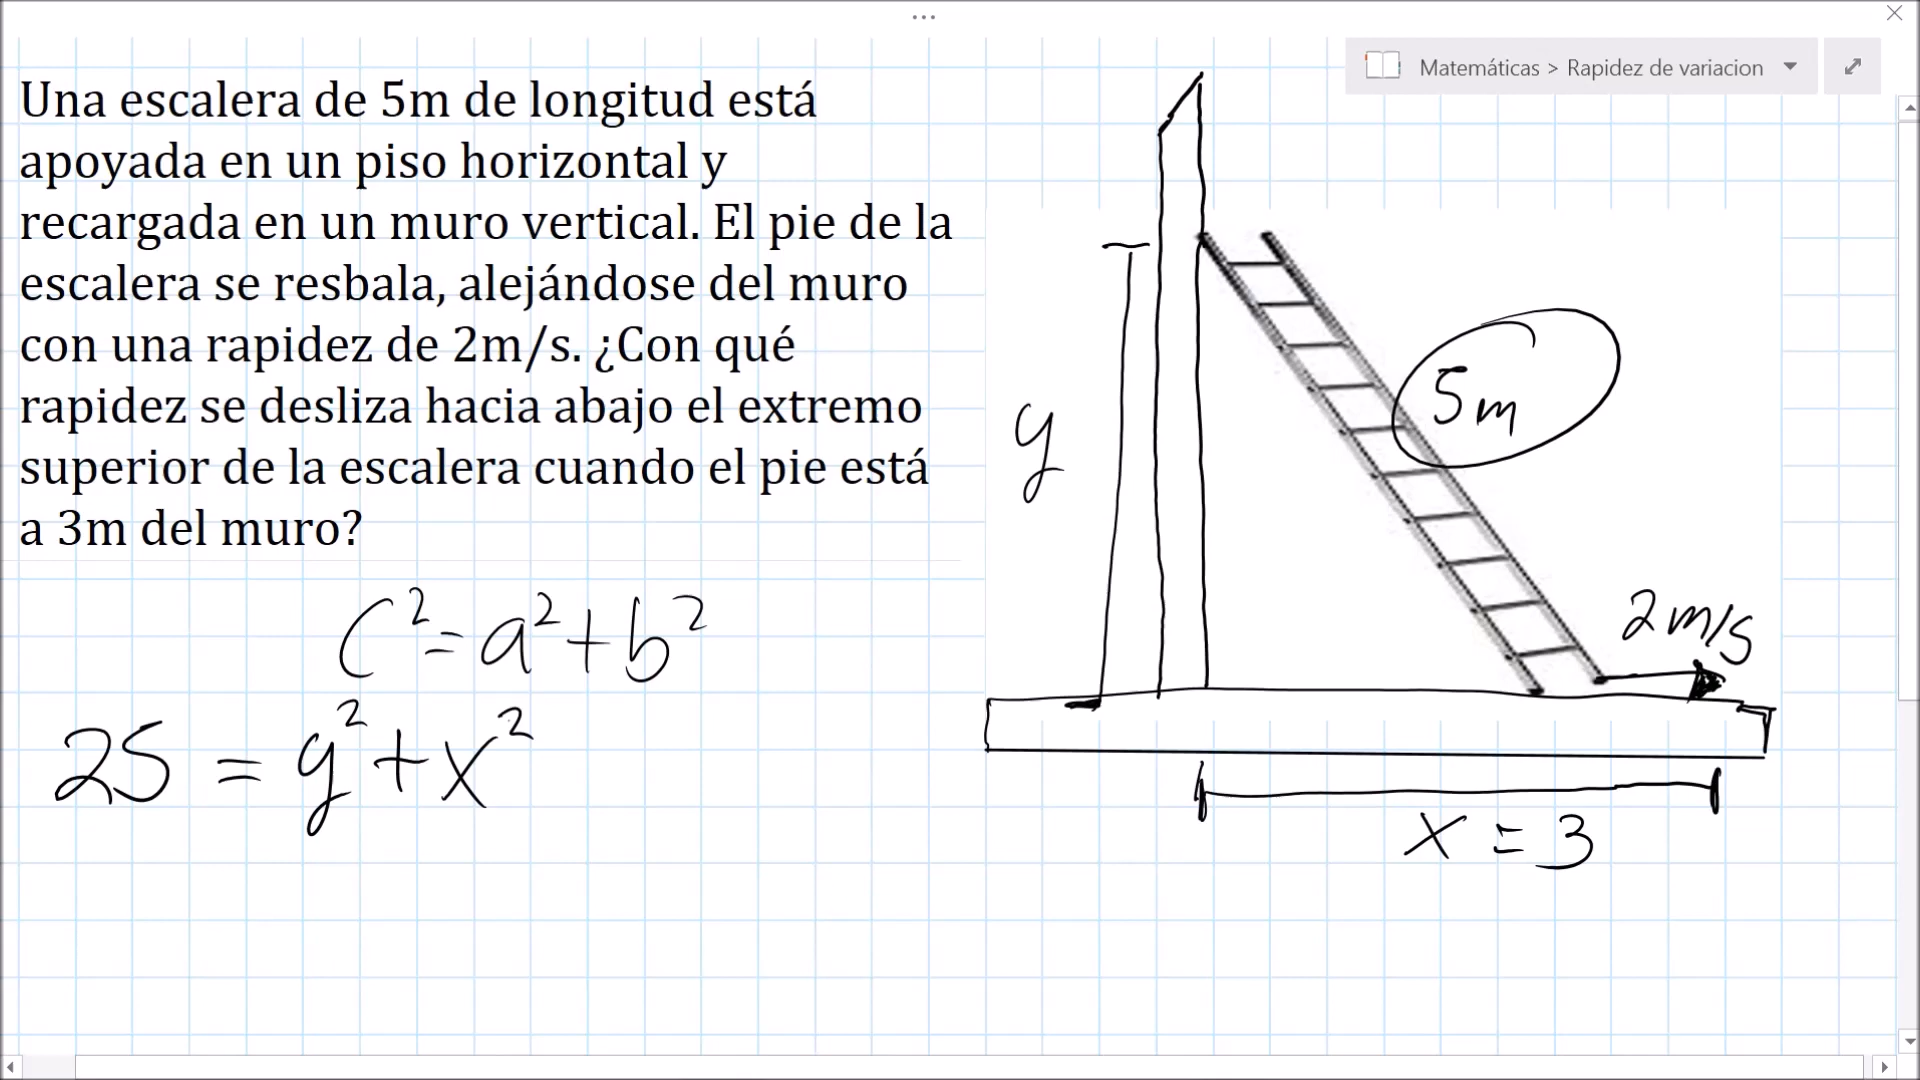 Matemáticas > Rapidez de variacion
Una escalera de 5m de longitud está
apoyada en un piso horizontal y
recargada en un muro vertical. El pie de la
escalera se resbala, alejándose del muro
con una rapidez de 2m/s. ¿Con qué
rapidez se desliza hacia abajo el extremo
superior de la escalera cuando el pie está
a 3m del muro?
C² = a² + b²
25 = y² + x²
y
5m
2m/s
x = 3